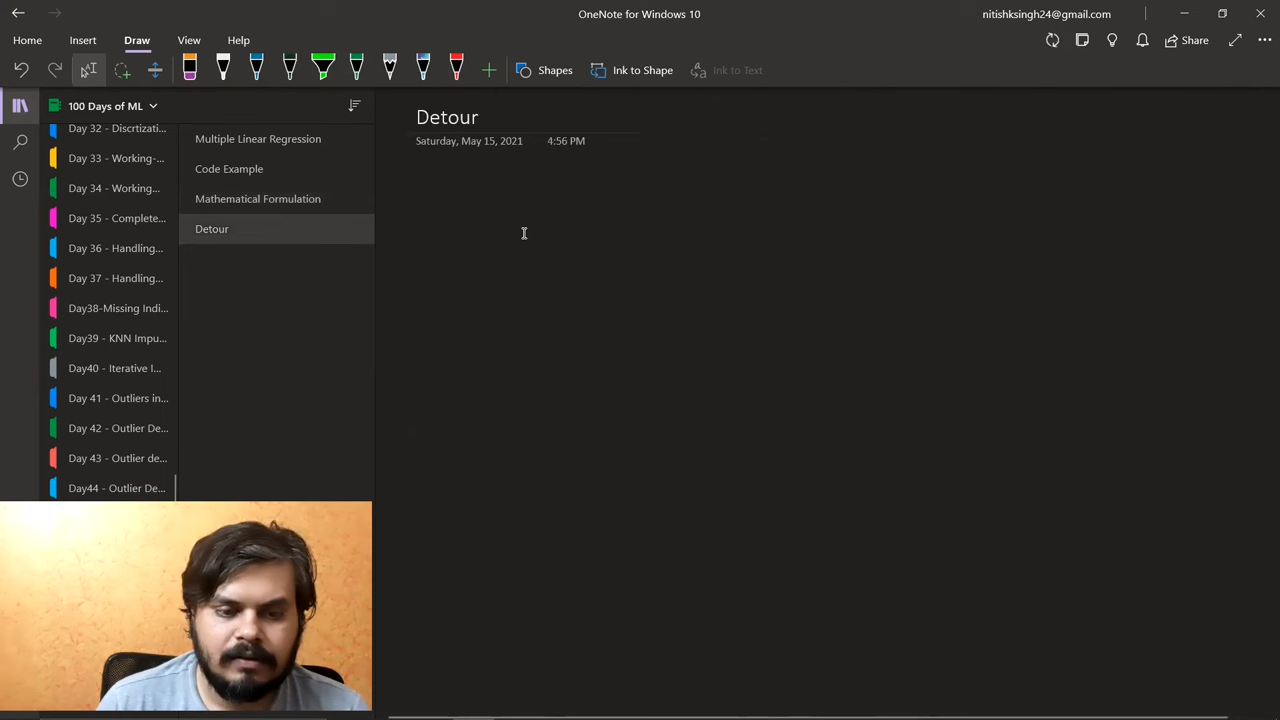 OneNote for Windows 10
nitishksingh24@gmail.com
Home
Insert
Draw
View
Help
Share
Shapes
Ink to Shape
Ink to Text
100 Days of ML
Day 32 - Discrtizati...
Day 33 - Working-...
Day 34 - Working...
Day 35 - Complete...
Day 36 - Handling...
Day 37 - Handling...
Day38-Missing Indi...
Day39 - KNN Impu...
Day40 - Iterative I...
Day 41 - Outliers in...
Day 42 - Outlier De...
Day 43 - Outlier de...
Day44 - Outlier De...
Multiple Linear Regression
Code Example
Mathematical Formulation
Detour
Detour
Saturday, May 15, 2021
4:56 PM